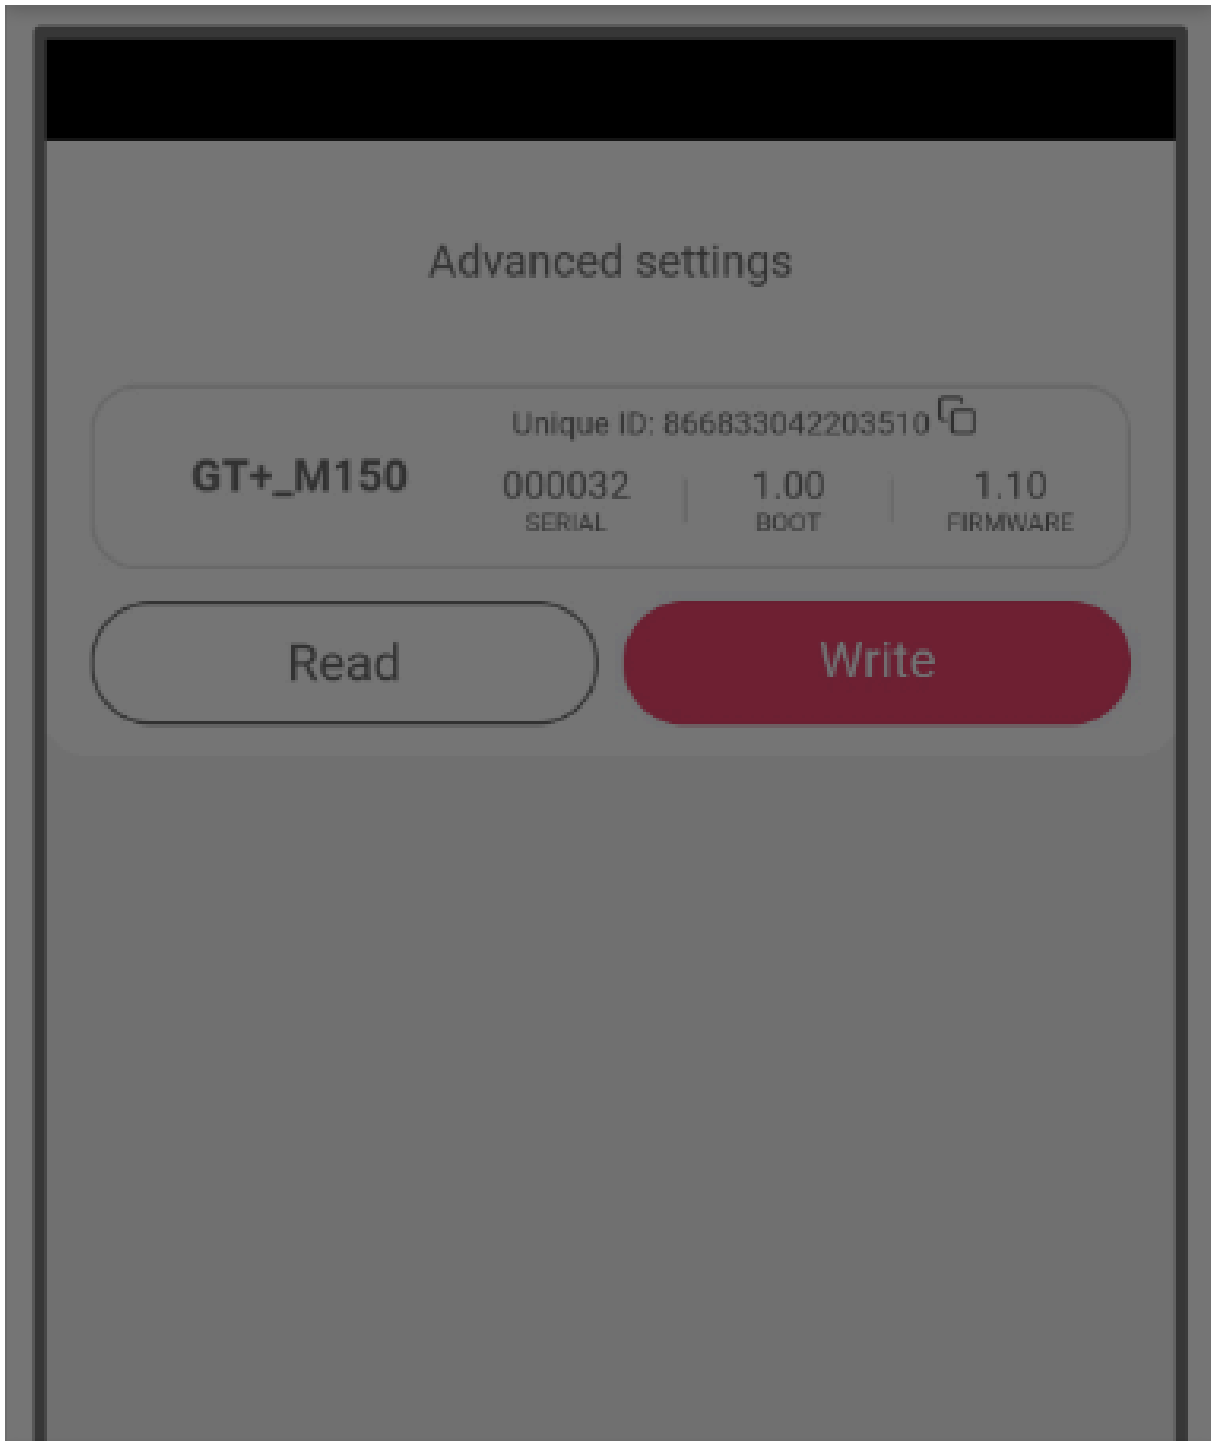 Advanced settings
Unique ID: 866833042203510
GT+_M150
000032
SERIAL
1.00
BOOT
1.10
FIRMWARE
Read
Write